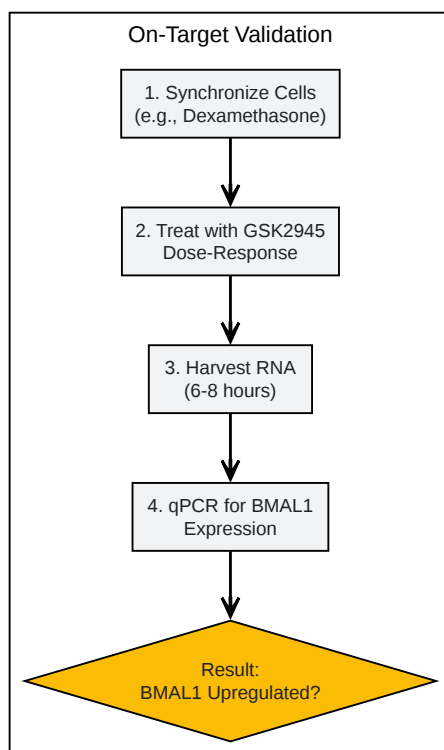 On-Target Validation
1. Synchronize Cells
(e.g., Dexamethasone)
2. Treat with GSK2945
Dose-Response
3. Harvest RNA
(6-8 hours)
4. qPCR for BMAL1
Expression
Result:
BMAL1 Upregulated?